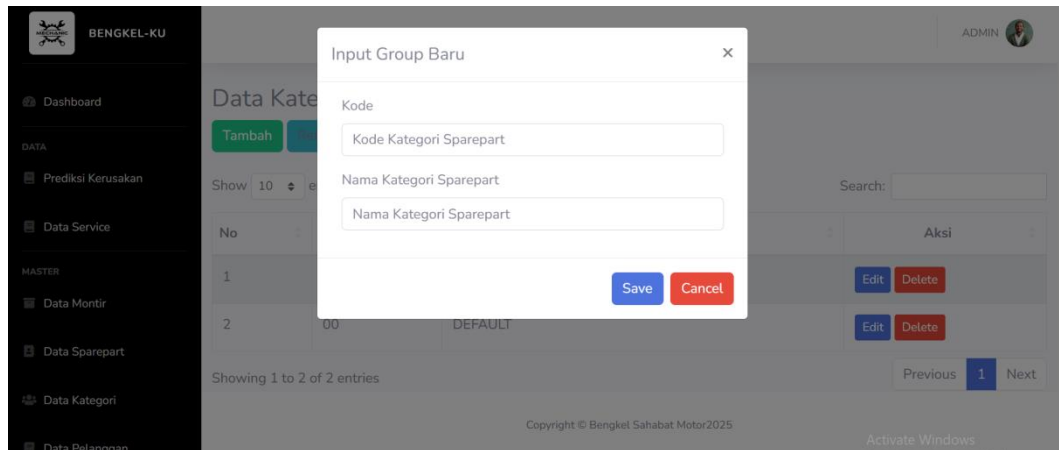 MECHANIC
BENGKEL-KU
ADMIN
Dashboard
DATA
Prediksi Kerusakan
Data Service
MASTER
Data Montir
Data Sparepart
Data Kategori
Data Pelanggan
Data Kate
Tambah
Show 10 e
Search:
No
Aksi
1
Edit Delete
2 00 DEFAULT Edit Delete
Showing 1 to 2 of 2 entries
Previous 1 Next
Input Group Baru ×
Kode
Kode Kategori Sparepart
Nama Kategori Sparepart
Nama Kategori Sparepart
Save Cancel
Copyright © Bengkel Sahabat Motor2025
Activate Windows